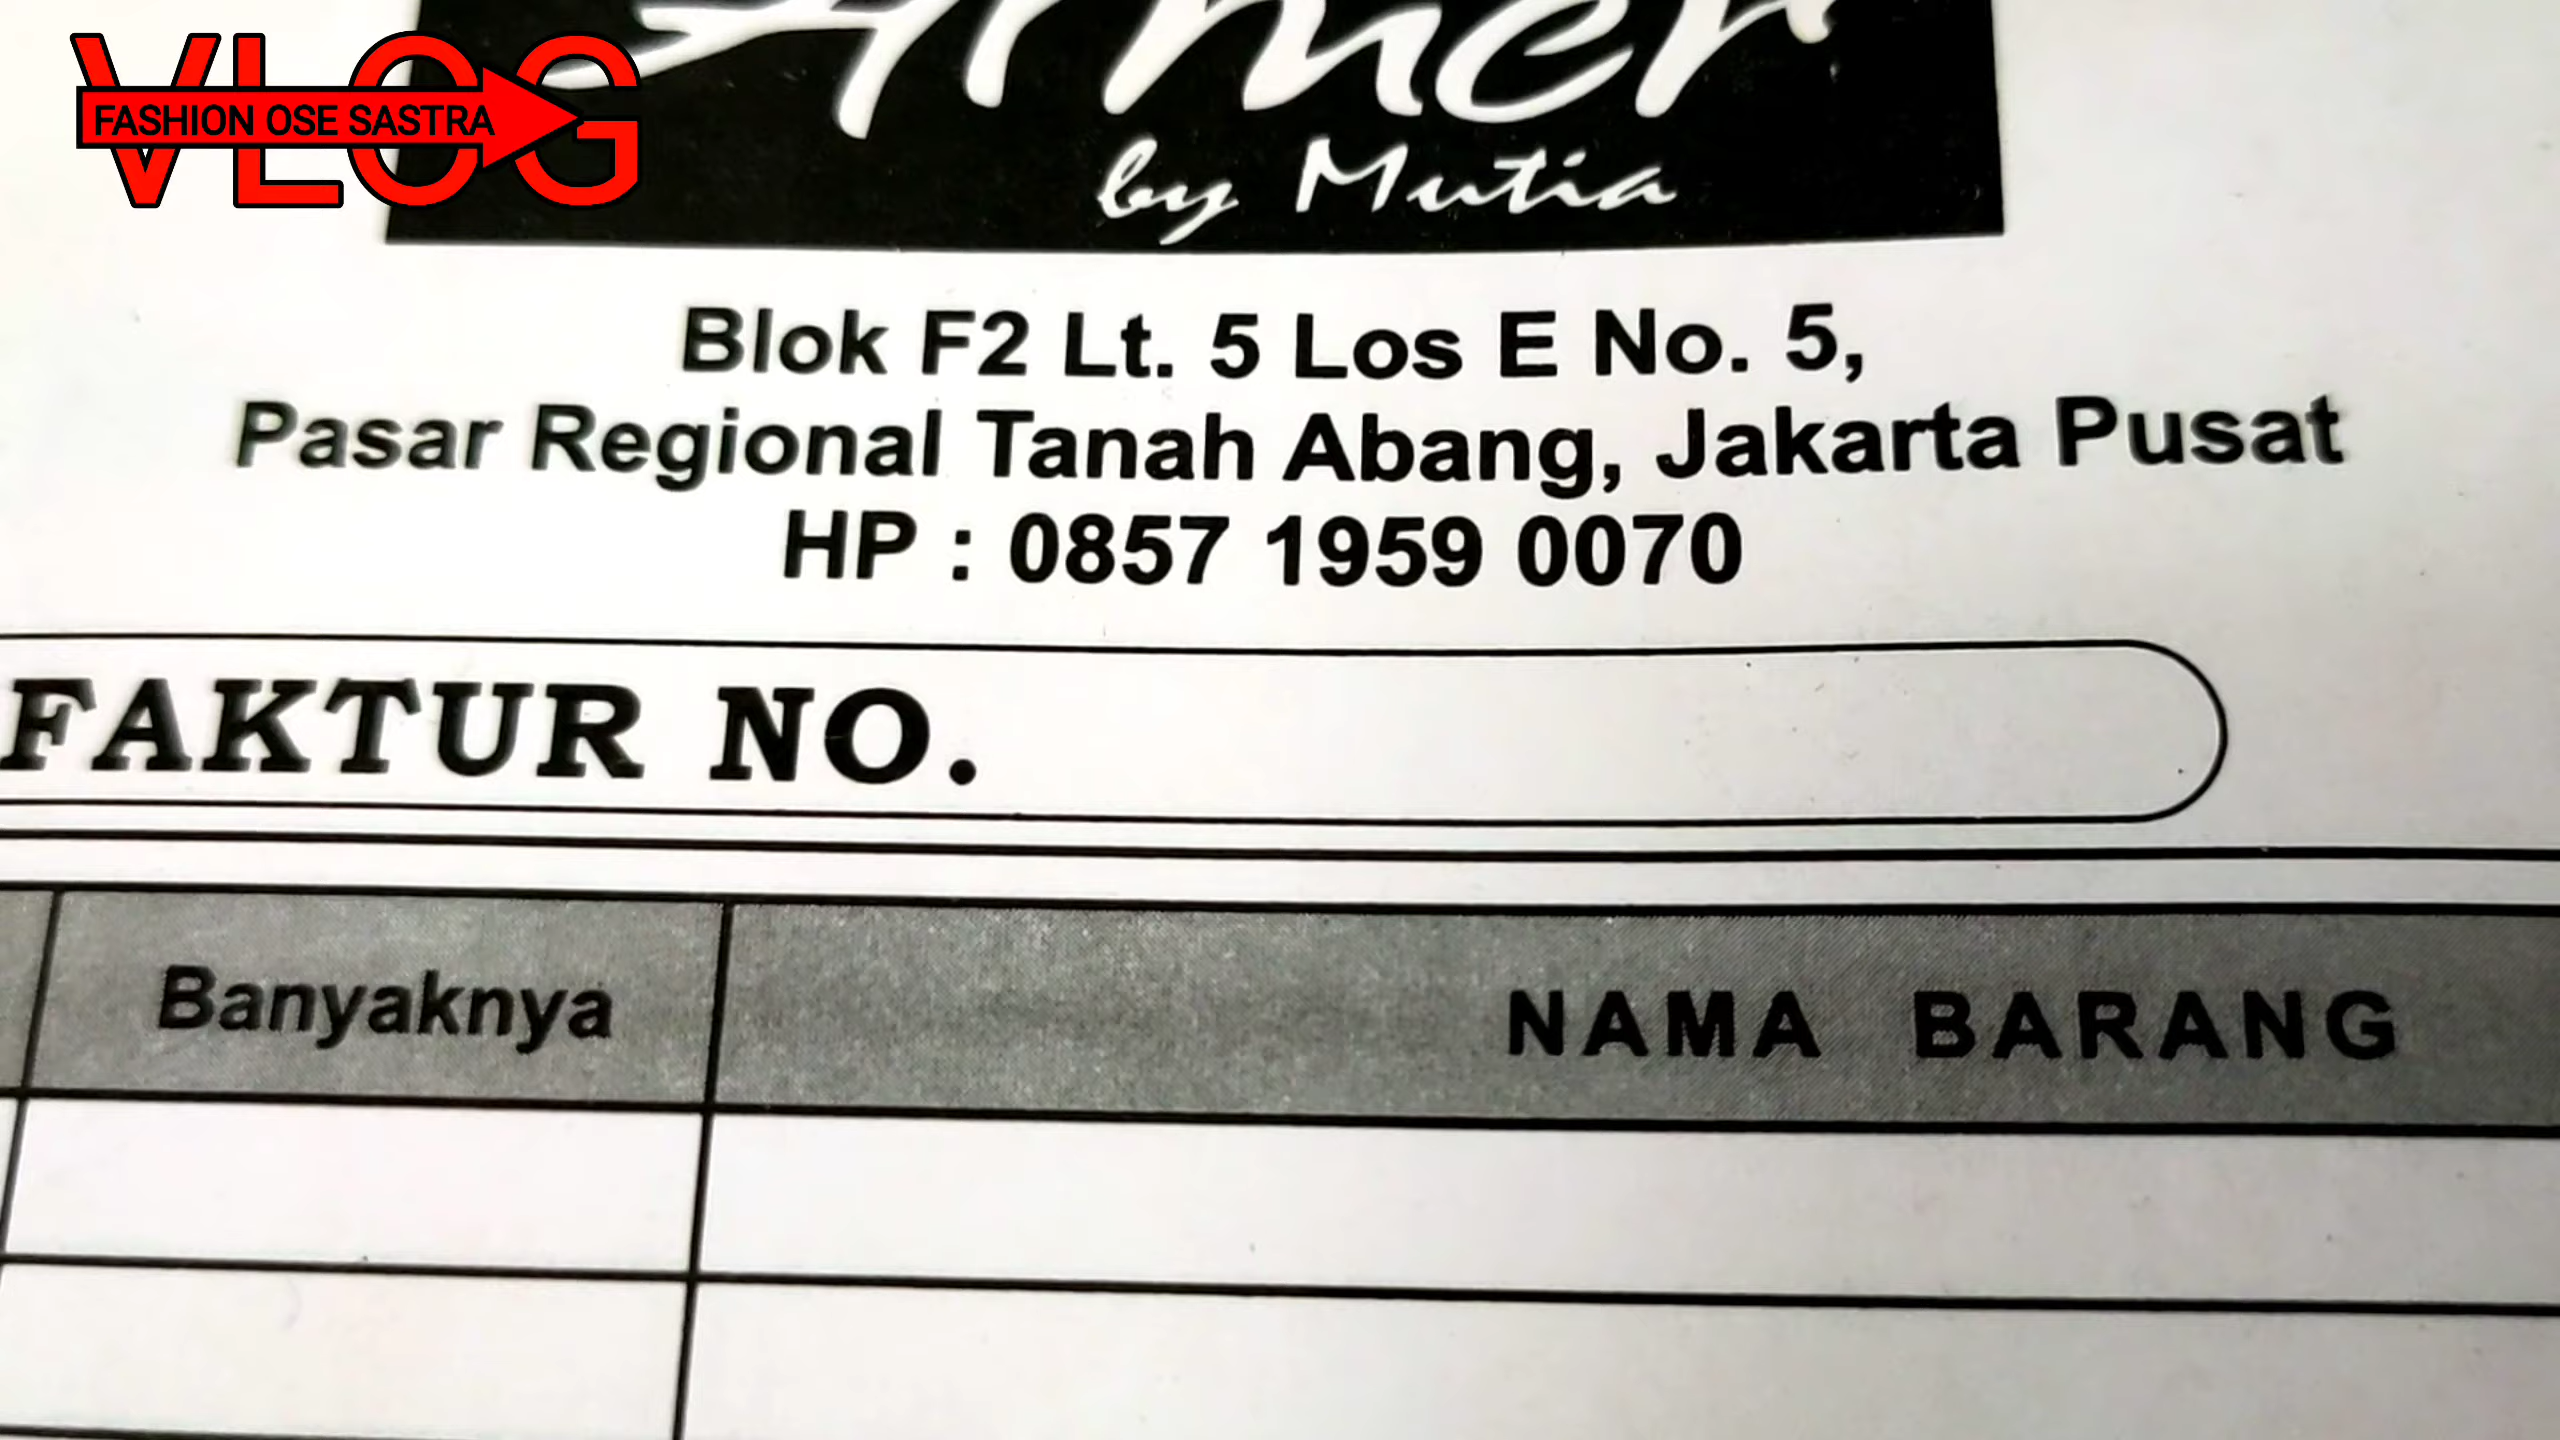 VLOG
FASHION OSE SASTRA
by Mutia
Blok F2 Lt. 5 Los E No. 5,
Pasar Regional Tanah Abang, Jakarta Pusat
HP : 0857 1959 0070
FAKTUR NO.
Banyaknya NAMA BARANG